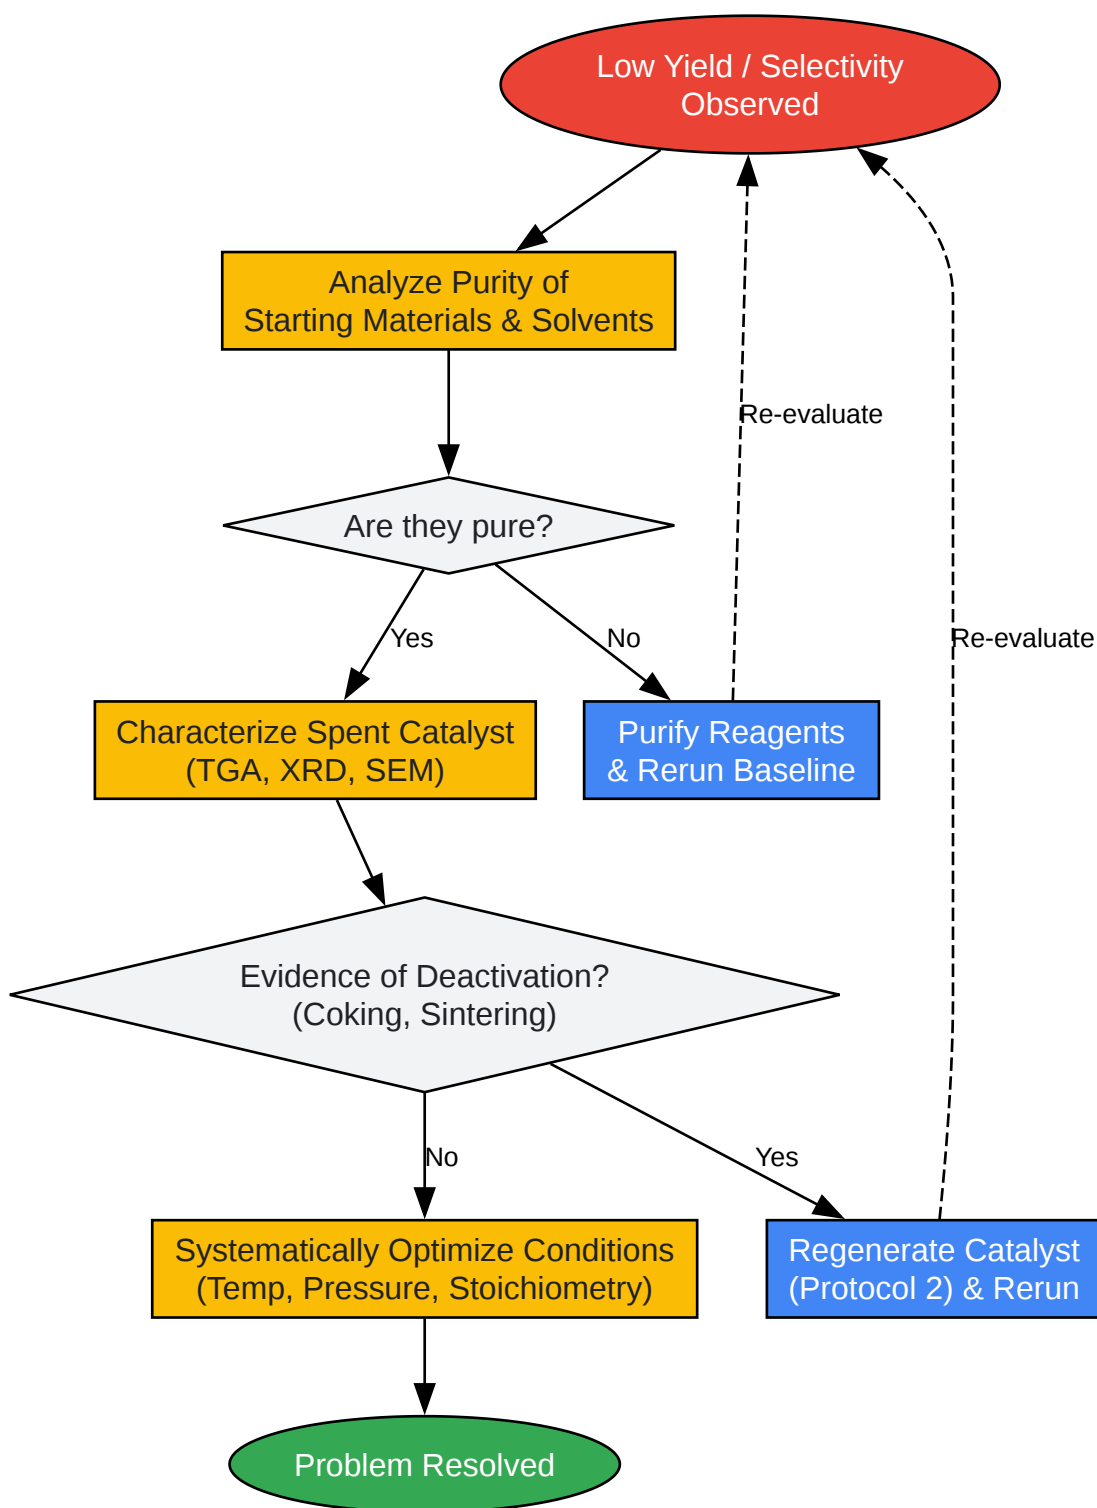 Low Yield / Selectivity
Observed
Analyze Purity of
Starting Materials & Solvents
Re-evaluate
Are they pure?
Yes
No
Re-evaluate
Characterize Spent Catalyst
(TGA, XRD, SEM)
Purify Reagents
& Rerun Baseline
Evidence of Deactivation?
(Coking, Sintering)
No
Yes
Systematically Optimize Conditions
(Temp, Pressure, Stoichiometry)
Regenerate Catalyst
(Protocol 2) & Rerun
Problem Resolved